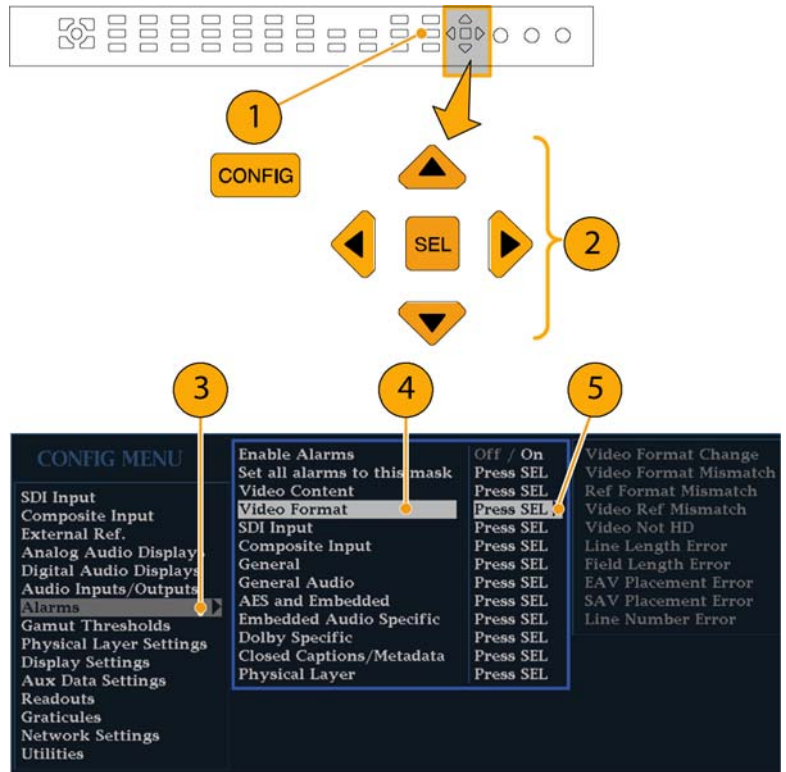 1
CONFIG
SEL
2
3
4
5
CONFIG MENU
SDI Input
Composite Input
External Ref.
Analog Audio Displays
Digital Audio Displays
Audio Inputs/Outputs
Alarms
Gamut Thresholds
Physical Layer Settings
Display Settings
Aux Data Settings
Readouts
Graticules
Network Settings
Utilities
Enable Alarms Off / On
Set all alarms to this mask Press SEL
Video Content Press SEL
Video Format Press SEL
SDI Input Press SEL
Composite Input Press SEL
General Press SEL
General Audio Press SEL
AES and Embedded Press SEL
Embedded Audio Specific Press SEL
Dolby Specific Press SEL
Closed Captions/Metadata Press SEL
Physical Layer Press SEL
Video Format Change
Video Format Mismatch
Ref Format Mismatch
Video Ref Mismatch
Video Not HD
Line Length Error
Field Length Error
EAV Placement Error
SAV Placement Error
Line Number Error